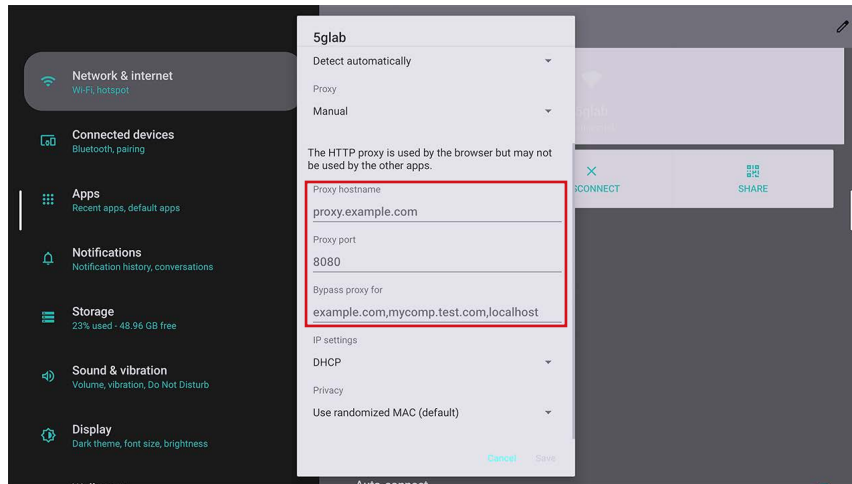 Network & internet
Wi-Fi, hotspot
Connected devices
Bluetooth, pairing
Apps
Recent apps, default apps
Notifications
Notification history, conversations
Storage
23% used - 48.96 GB free
Sound & vibration
Volume, vibration, Do Not Disturb
Display
Dark theme, font size, brightness
5glab
Detect automatically
Proxy
Manual
The HTTP proxy is used by the browser but may not
be used by the other apps.
Proxy hostname
proxy.example.com
Proxy port
8080
Bypass proxy for
example.com,mycomp.test.com,localhost
IP settings
DHCP
Privacy
Use randomized MAC (default)
Cancel
Save
5glab
SCONNECT
SHARE
Auto-connect